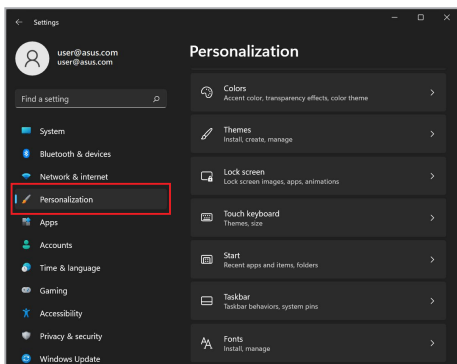 Settings
user@asus.com
user@asus.com
Find a setting
System
Bluetooth & devices
Network & internet
Personalization
Apps
Accounts
Time & language
Gaming
Accessibility
Privacy & security
Windows Update
Personalization
Colors
Accent color, transparency effects, color theme
Themes
Install, create, manage
Lock screen
Lock screen images, apps, animations
Touch keyboard
Themes, size
Start
Recent apps and items, folders
Taskbar
Taskbar behaviors, system pins
Fonts
Install, manage